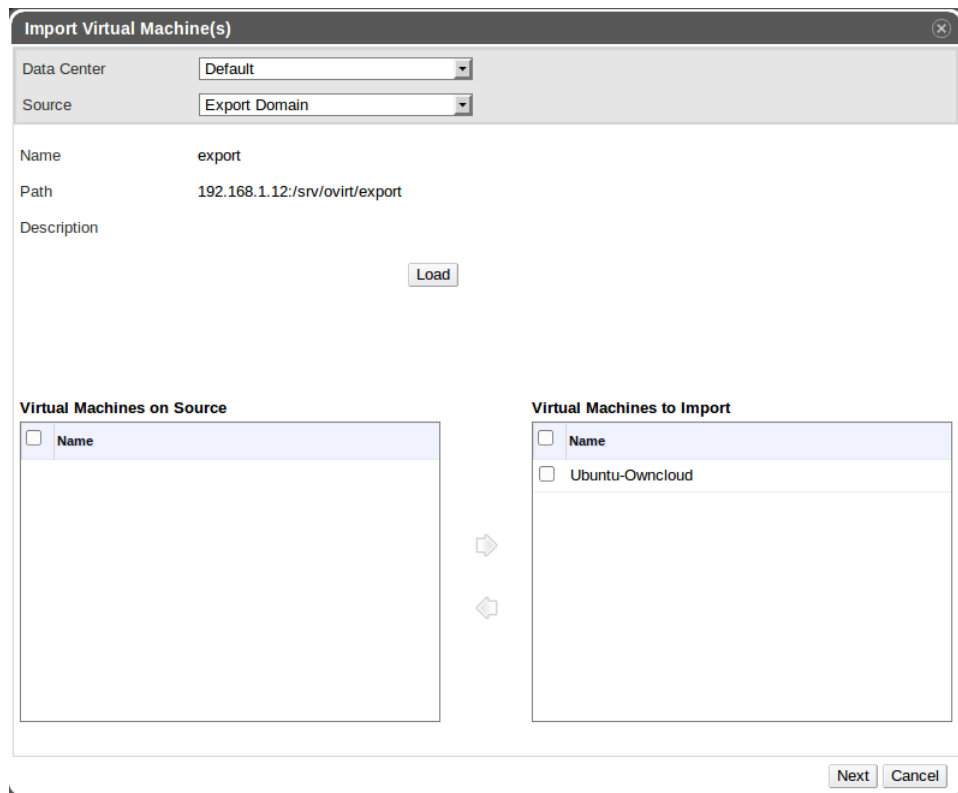 Import Virtual Machine(s)
Data Center Default
Source Export Domain
Name export
Path 192.168.1.12:/srv/ovirt/export
Description
Load
Virtual Machines on Source Virtual Machines to Import
Name Name
Ubuntu-Owncloud
Next Cancel